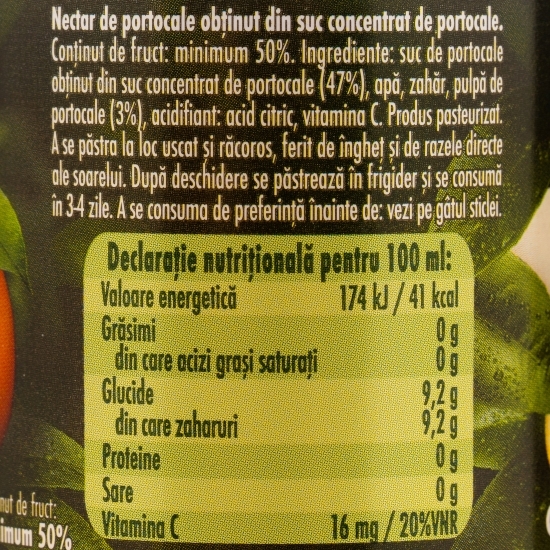 Nectar de portocale obținut din suc concentrat de portocale.
Conținut de fruct: minimum 50%. Ingrediente: suc de portocale
obținut din suc concentrat de portocale (47%), apă, zahăr, pulpă de
portocale (3%), acidifiant: acid citric, vitamina C. Produs pasteurizat.
A se păstra la loc uscat și răcoros, ferit de îngheț și de razele directe
ale soarelui. După deschidere se păstrează în frigider și se consumă
în 3-4 zile. A se consuma de preferință înainte de: vezi pe gâtul sticlei.
Declarație nutrițională pentru 100 ml:
Valoare energetică 174 kJ / 41 kcal
Grăsimi 0 g
din care acizi grași saturați 0 g
Glucide 9,2 g
din care zaharuri 9,2 g
Proteine 0 g
Sare 0 g
Vitamina C 16 mg / 20%VNR
nut de fruct:
imum 50%